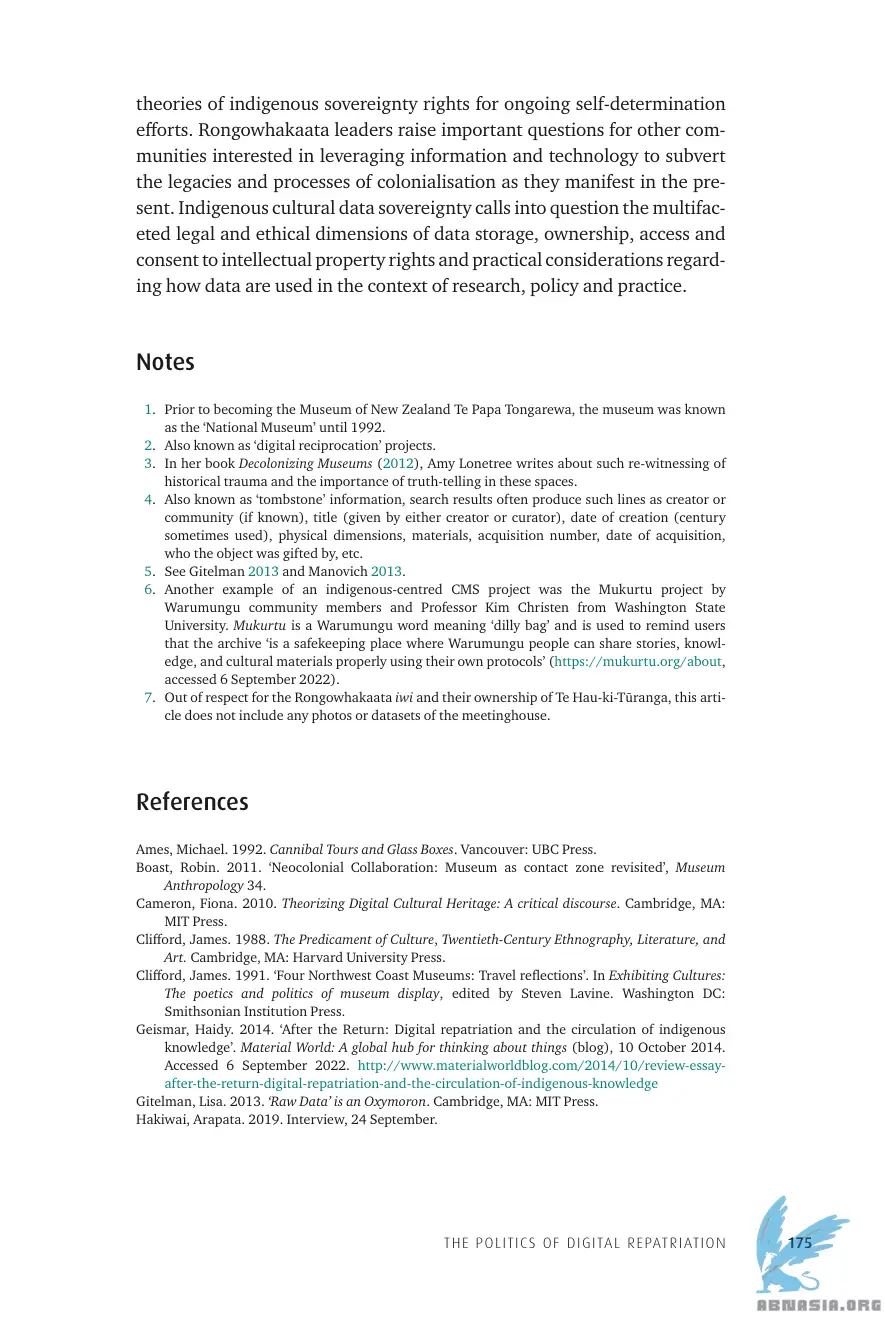 theories of indigenous sovereignty rights for ongoing self-determination
efforts. Rongowhakaata leaders raise important questions for other com-
munities interested in leveraging information and technology to subvert
the legacies and processes of colonialisation as they manifest in the pre-
sent. Indigenous cultural data sovereignty calls into question the multifac-
eted legal and ethical dimensions of data storage, ownership, access and
consent to intellectual property rights and practical considerations regard-
ing how data are used in the context of research, policy and practice.
Notes
1. Prior to becoming the Museum of New Zealand Te Papa Tongarewa, the museum was known
as the ‘National Museum’ until 1992.
2. Also known as ‘digital reciprocation’ projects.
3. In her book Decolonizing Museums (2012), Amy Lonetree writes about such re-witnessing of
historical trauma and the importance of truth-telling in these spaces.
4. Also known as ‘tombstone’ information, search results often produce such lines as creator or
community (if known), title (given by either creator or curator), date of creation (century
sometimes used), physical dimensions, materials, acquisition number, date of acquisition,
who the object was gifted by, etc.
5. See Gitelman 2013 and Manovich 2013.
6. Another example of an indigenous-centred CMS project was the Mukurtu project by
Warumungu community members and Professor Kim Christen from Washington State
University. Mukurtu is a Warumungu word meaning ‘dilly bag’ and is used to remind users
that the archive ‘is a safekeeping place where Warumungu people can share stories, knowl-
edge, and cultural materials properly using their own protocols’ (https://mukurtu.org/about,
accessed 6 September 2022).
7. Out of respect for the Rongowhakaata iwi and their ownership of Te Hau-ki-Tūranga, this arti-
cle does not include any photos or datasets of the meetinghouse.
References
Ames, Michael. 1992. Cannibal Tours and Glass Boxes. Vancouver: UBC Press.
Boast, Robin. 2011. ‘Neocolonial Collaboration: Museum as contact zone revisited’, Museum
Anthropology 34.
Cameron, Fiona. 2010. Theorizing Digital Cultural Heritage: A critical discourse. Cambridge, MA:
MIT Press.
Clifford, James. 1988. The Predicament of Culture, Twentieth-Century Ethnography, Literature, and
Art. Cambridge, MA: Harvard University Press.
Clifford, James. 1991. ‘Four Northwest Coast Museums: Travel reflections’. In Exhibiting Cultures:
The poetics and politics of museum display, edited by Steven Lavine. Washington DC:
Smithsonian Institution Press.
Geismar, Haidy. 2014. ‘After the Return: Digital repatriation and the circulation of indigenous
knowledge’. Material World: A global hub for thinking about things (blog), 10 October 2014.
Accessed 6 September 2022. http://www.materialworldblog.com/2014/10/review-essay-
after-the-return-digital-repatriation-and-the-circulation-of-indigenous-knowledge
Gitelman, Lisa. 2013. ‘Raw Data’ is an Oxymoron. Cambridge, MA: MIT Press.
Hakiwai, Arapata. 2019. Interview, 24 September.
THE POLITICS OF DIGITAL REPATRIATION 175
ABNASIA.ORG